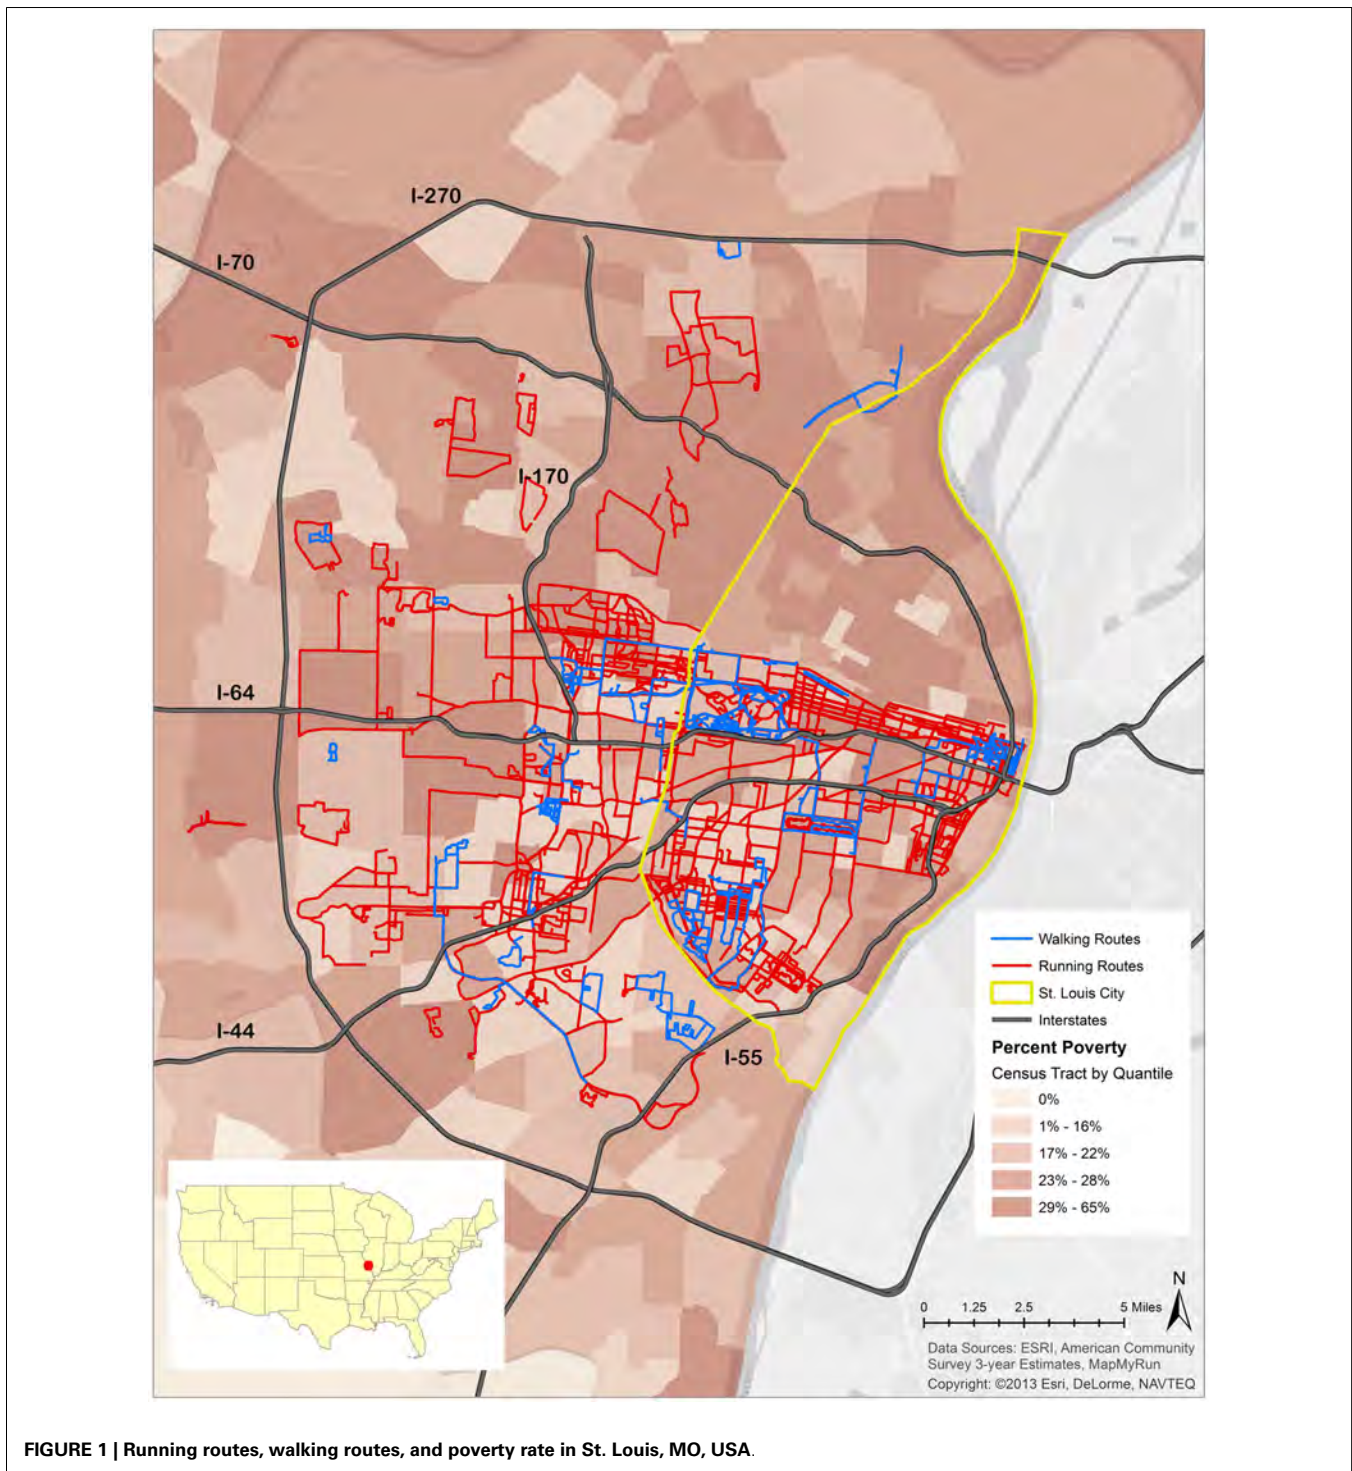 I-270
I-70
I-170
I-64
I-44
I-55
Walking Routes
Running Routes
St. Louis City
Interstates
Percent Poverty
Census Tract by Quantile
0%
1% - 16%
17% - 22%
23% - 28%
29% - 65%
N
0 1.25 2.5 5 Miles
Data Sources: ESRI, American Community
Survey 3-year Estimates, MapMyRun
Copyright: ©2013 Esri, DeLorme, NAVTEQ
FIGURE 1 | Running routes, walking routes, and poverty rate in St. Louis, MO, USA.